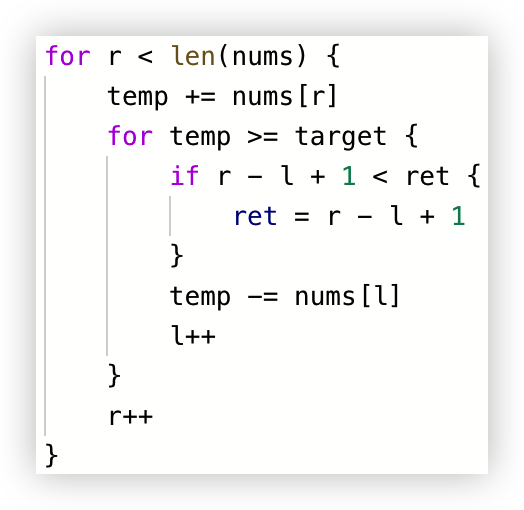 for r < len(nums) {
    temp += nums[r]
    for temp >= target {
        if r - l + 1 < ret {
            ret = r - l + 1
        }
        temp -= nums[l]
        l++
    }
    r++
}